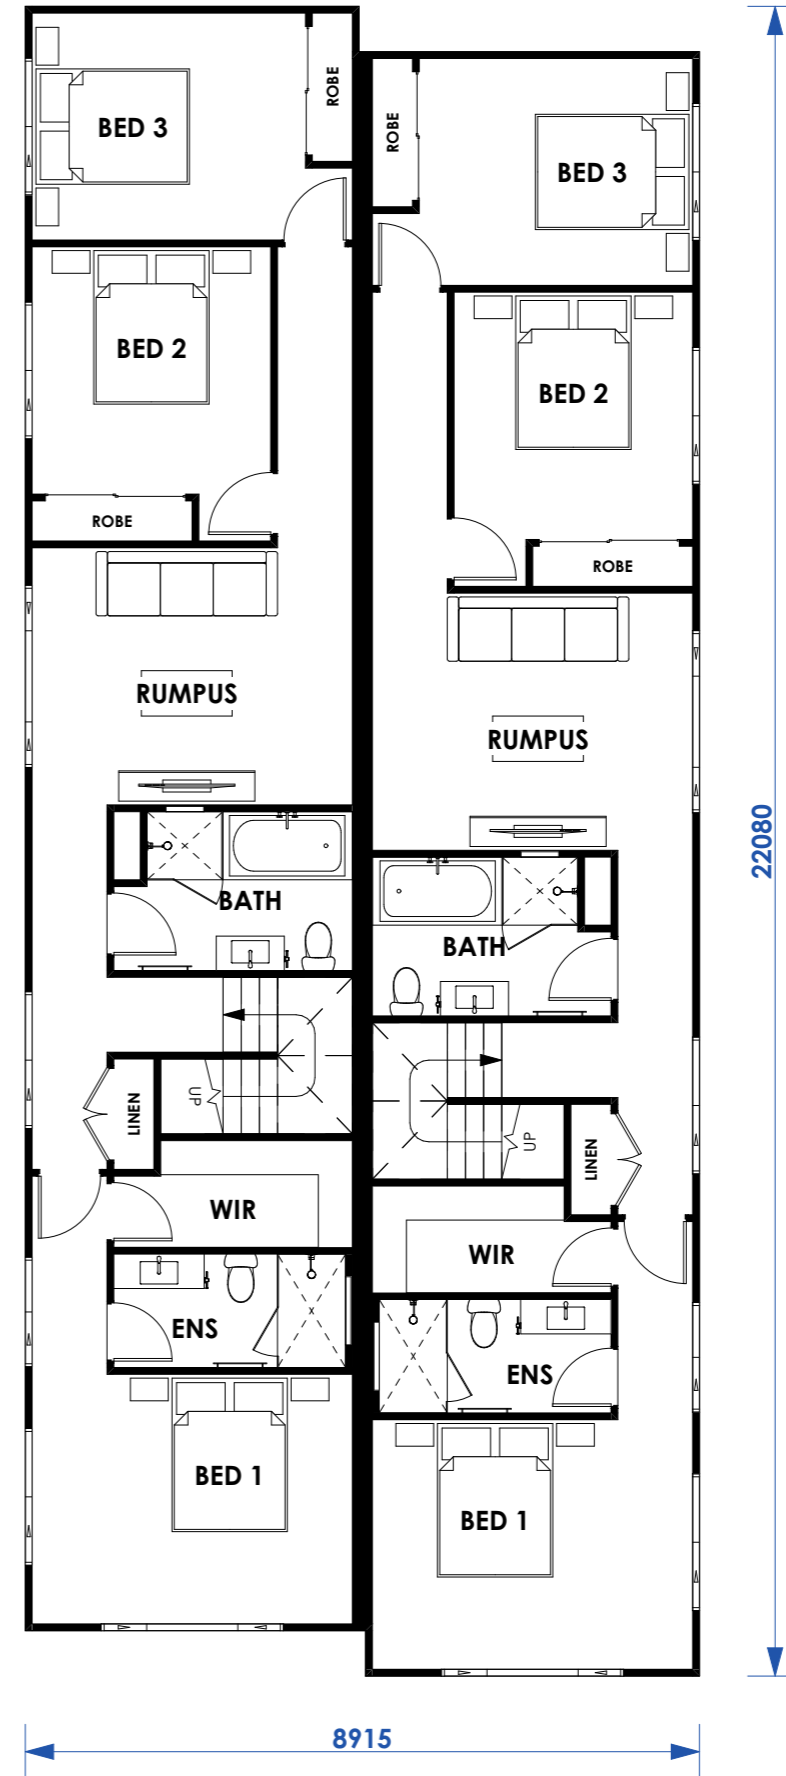 ROBE
BED 3
ROBE
BED 3
BED 2
BED 2
ROBE
ROBE
RUMPUS
RUMPUS
22080
BATH
BATH
UP
LINEN
UP
LINEN
WIR
WIR
ENS
ENS
BED 1
BED 1
8915